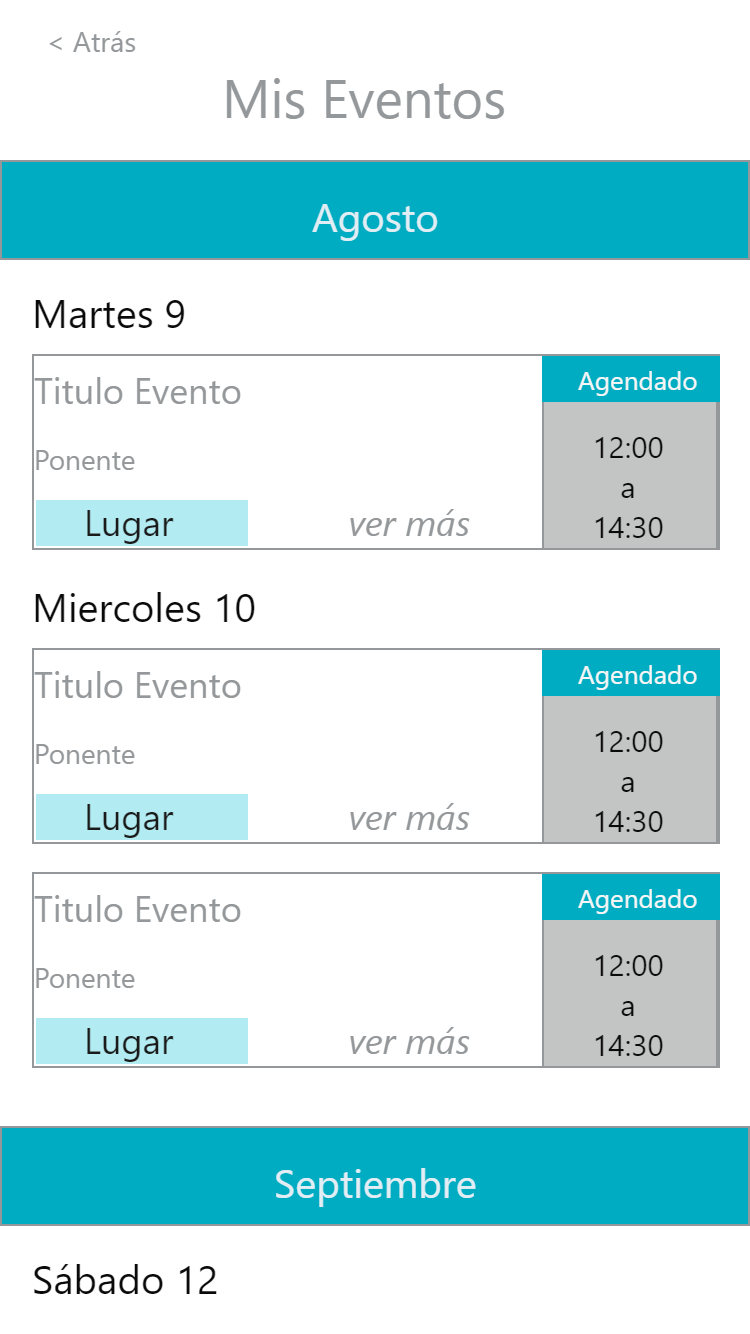 < Atrás
Mis Eventos
Agosto
Martes 9
Titulo Evento
Agendado
Ponente
12:00
a
14:30
Lugar
ver más
Miercoles 10
Titulo Evento
Agendado
Ponente
12:00
a
14:30
Lugar
ver más
Titulo Evento
Agendado
Ponente
12:00
a
14:30
Lugar
ver más
Septiembre
Sábado 12